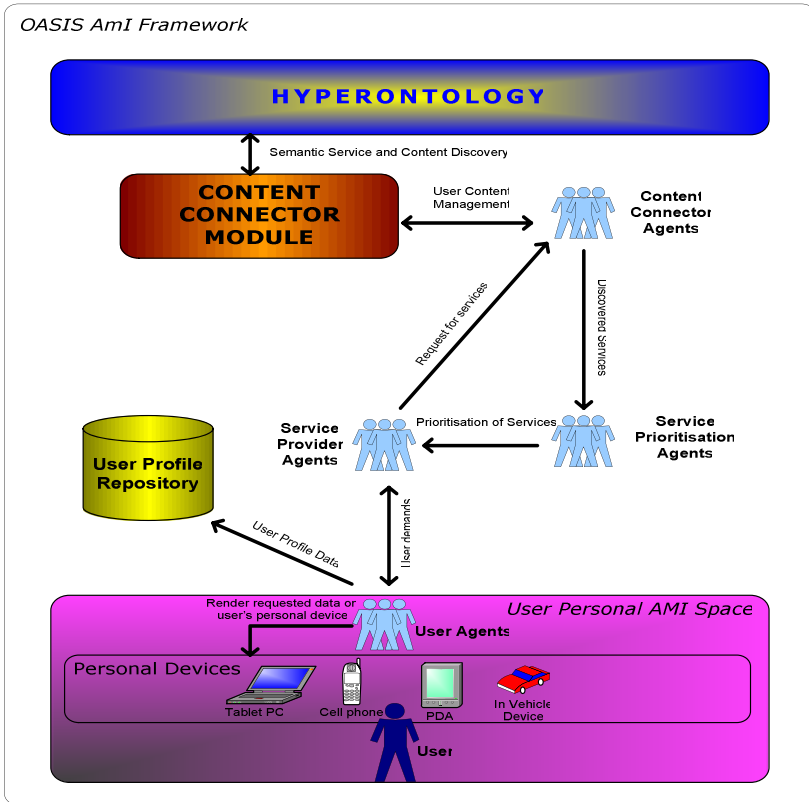 OASIS AmI Framework
HYPERONTOLOGY
Semantic Service and Content Discovery
CONTENT
CONNECTOR
MODULE
User Content
Management
Content
Connector
Agents
Request for services
Discovered Services
Service
Provider
Agents
Prioritisation of Services
Service
Prioritisation
Agents
User Profile
Repository
User Profile Data
User demands
Render requested data or
user's personal device
User Personal AMI Space
User Agents
Personal Devices
Tablet PC
Cell phone
PDA
In Vehicle
Device
User